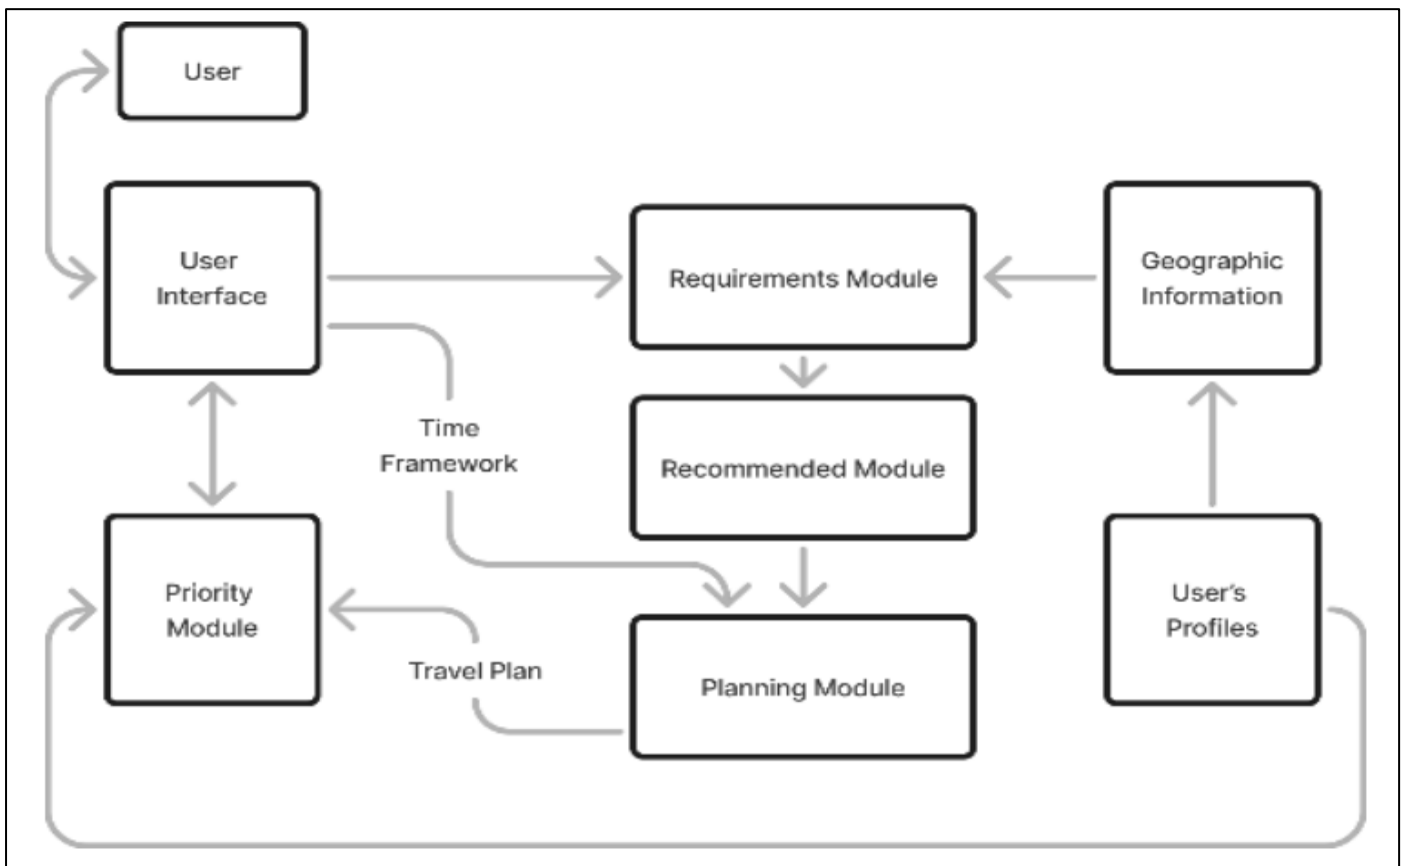 User
User
Interface
Requirements Module
Geographic
Information
Time
Framework
Recommended Module
Priority
Module
User's
Profiles
Travel Plan
Planning Module